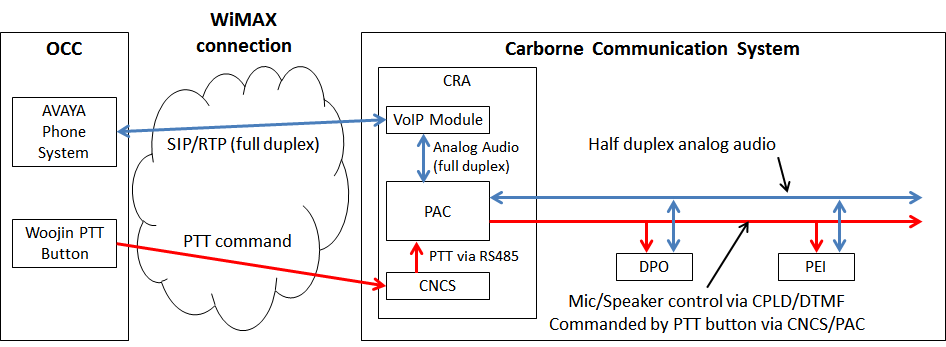 WiMAX
connection
OCC
Carborne Communication System
CRA
AVAYA
Phone
System
VoIP Module
SIP/RTP (full duplex)
Analog Audio
(full duplex)
Half duplex analog audio
PAC
Woojin PTT
Button
PTT command
PTT via RS485
CNCS
DPO
PEI
Mic/Speaker control via CPLD/DTMF
Commanded by PTT button via CNCS/PAC